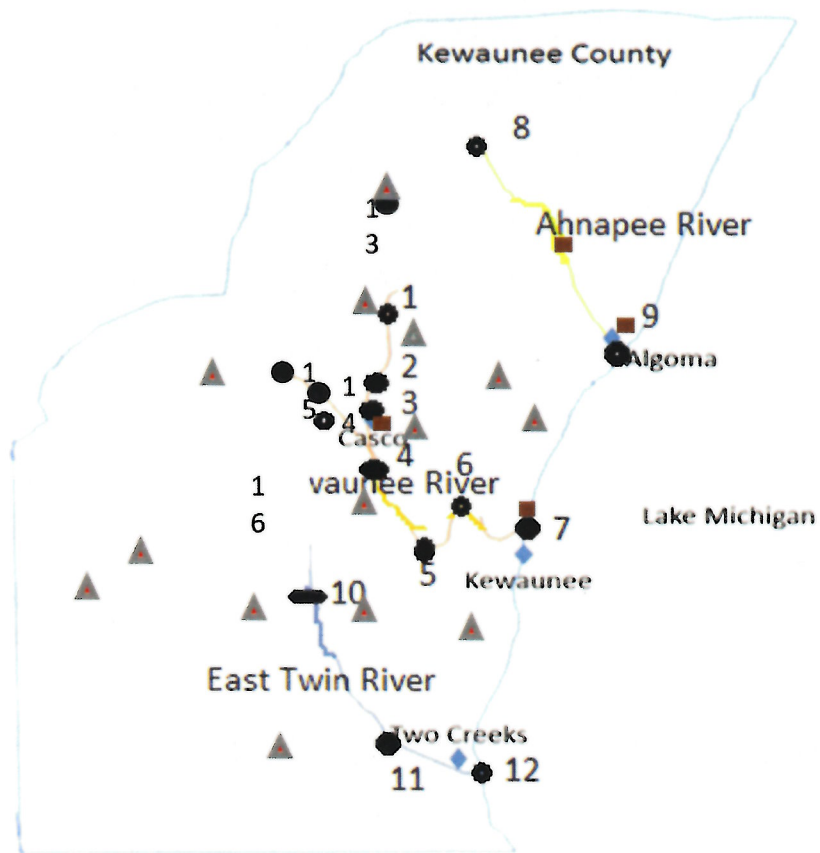 Kewaunee County
8
1
3
Ahnapee River
1
9
Algoma
2
1
1
3
5
4
Casco
4
6
vaunee River
1
6
Lake Michigan
7
5
Kewaunee
10
East Twin River
Two Creeks
11
12